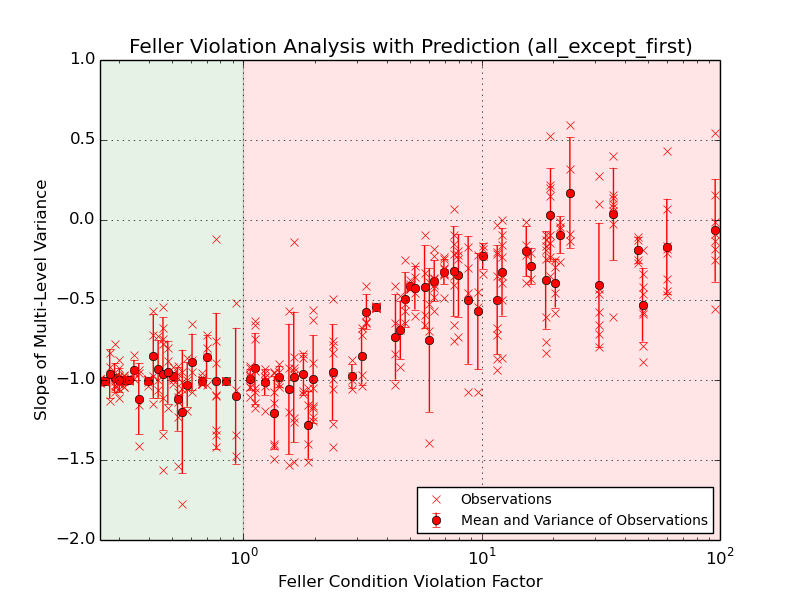 Feller Violation Analysis with Prediction (all_except_first)
1.0
0.5
0.0
−0.5
−1.0
−1.5
−2.0
Slope of Multi-Level Variance
Observations
Mean and Variance of Observations
10⁰
10¹
10²
Feller Condition Violation Factor